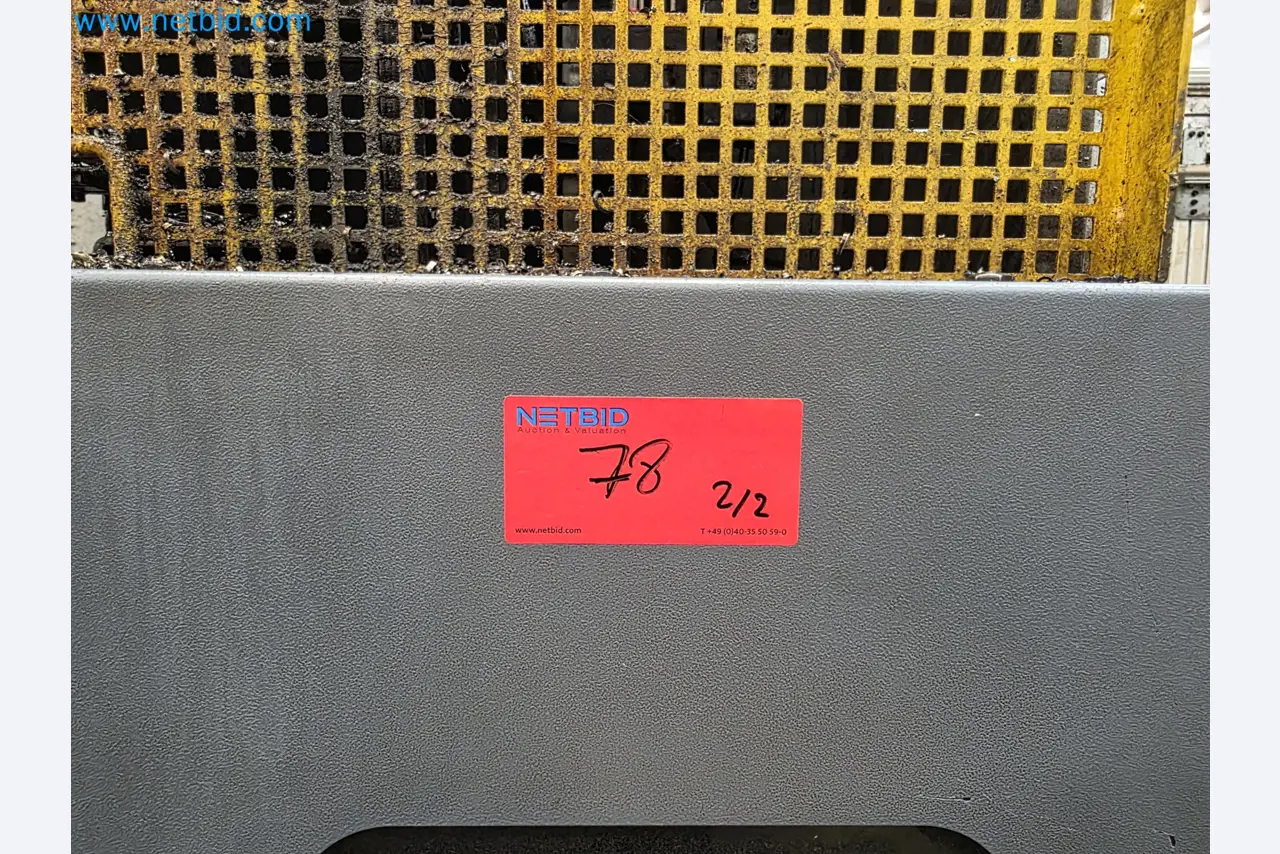 www.netbid.com
NETBID
Auction & Valuation
78
2/2
www.netbid.com T +49 (0)40-35 50 59-0